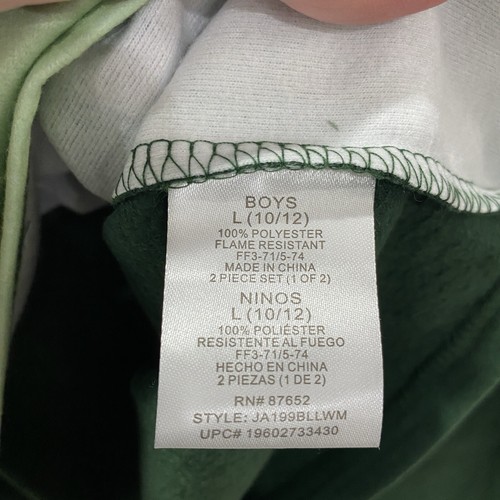 BOYS
L (10/12)
100% POLYESTER
FLAME RESISTANT
FF3-71/5-74
MADE IN CHINA
2 PIECE SET (1 OF 2)
NINOS
L (10/12)
100% POLIÉSTER
RESISTENTE AL FUEGO
FF3-71/5-74
HECHO EN CHINA
2 PIEZAS (1 DE 2)
RN# 87652
STYLE: JA199BLLWM
UPC# 19602733430